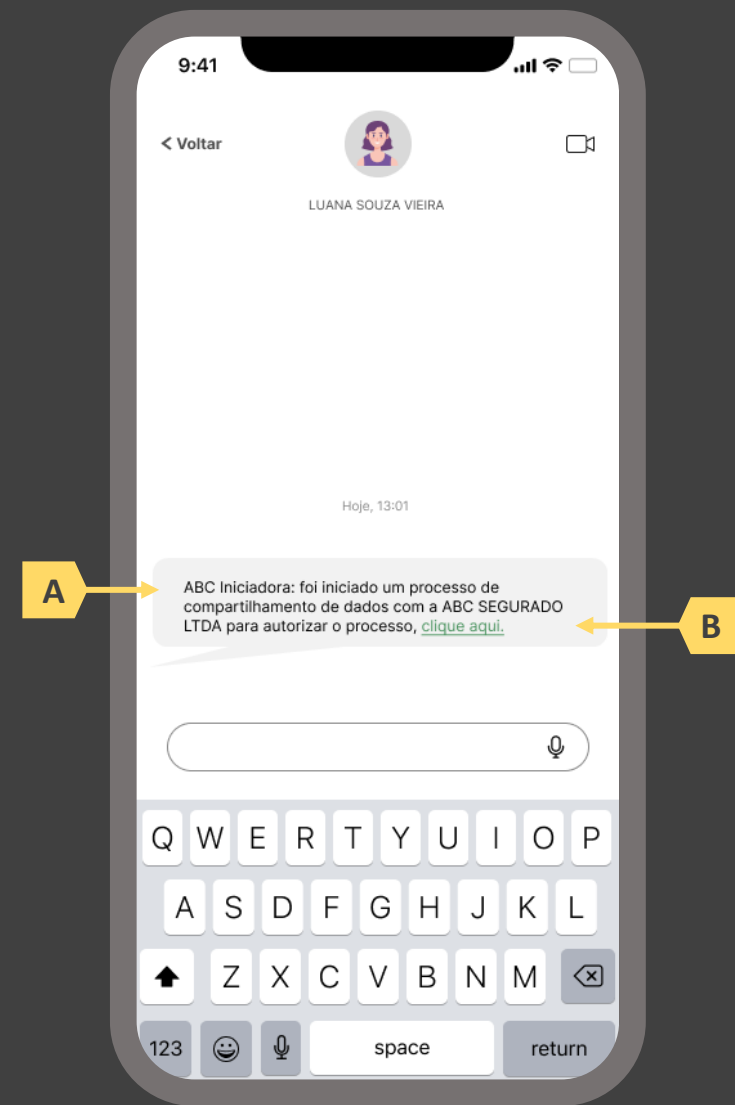 9:41
< Voltar
LUANA SOUZA VIEIRA
Hoje, 13:01
A
ABC Iniciadora: foi iniciado um processo de
compartilhamento de dados com a ABC SEGURADO
LTDA para autorizar o processo, clique aqui.
B
Q W E R T Y U I O P
A S D F G H J K L
Z X C V B N M
123 space return